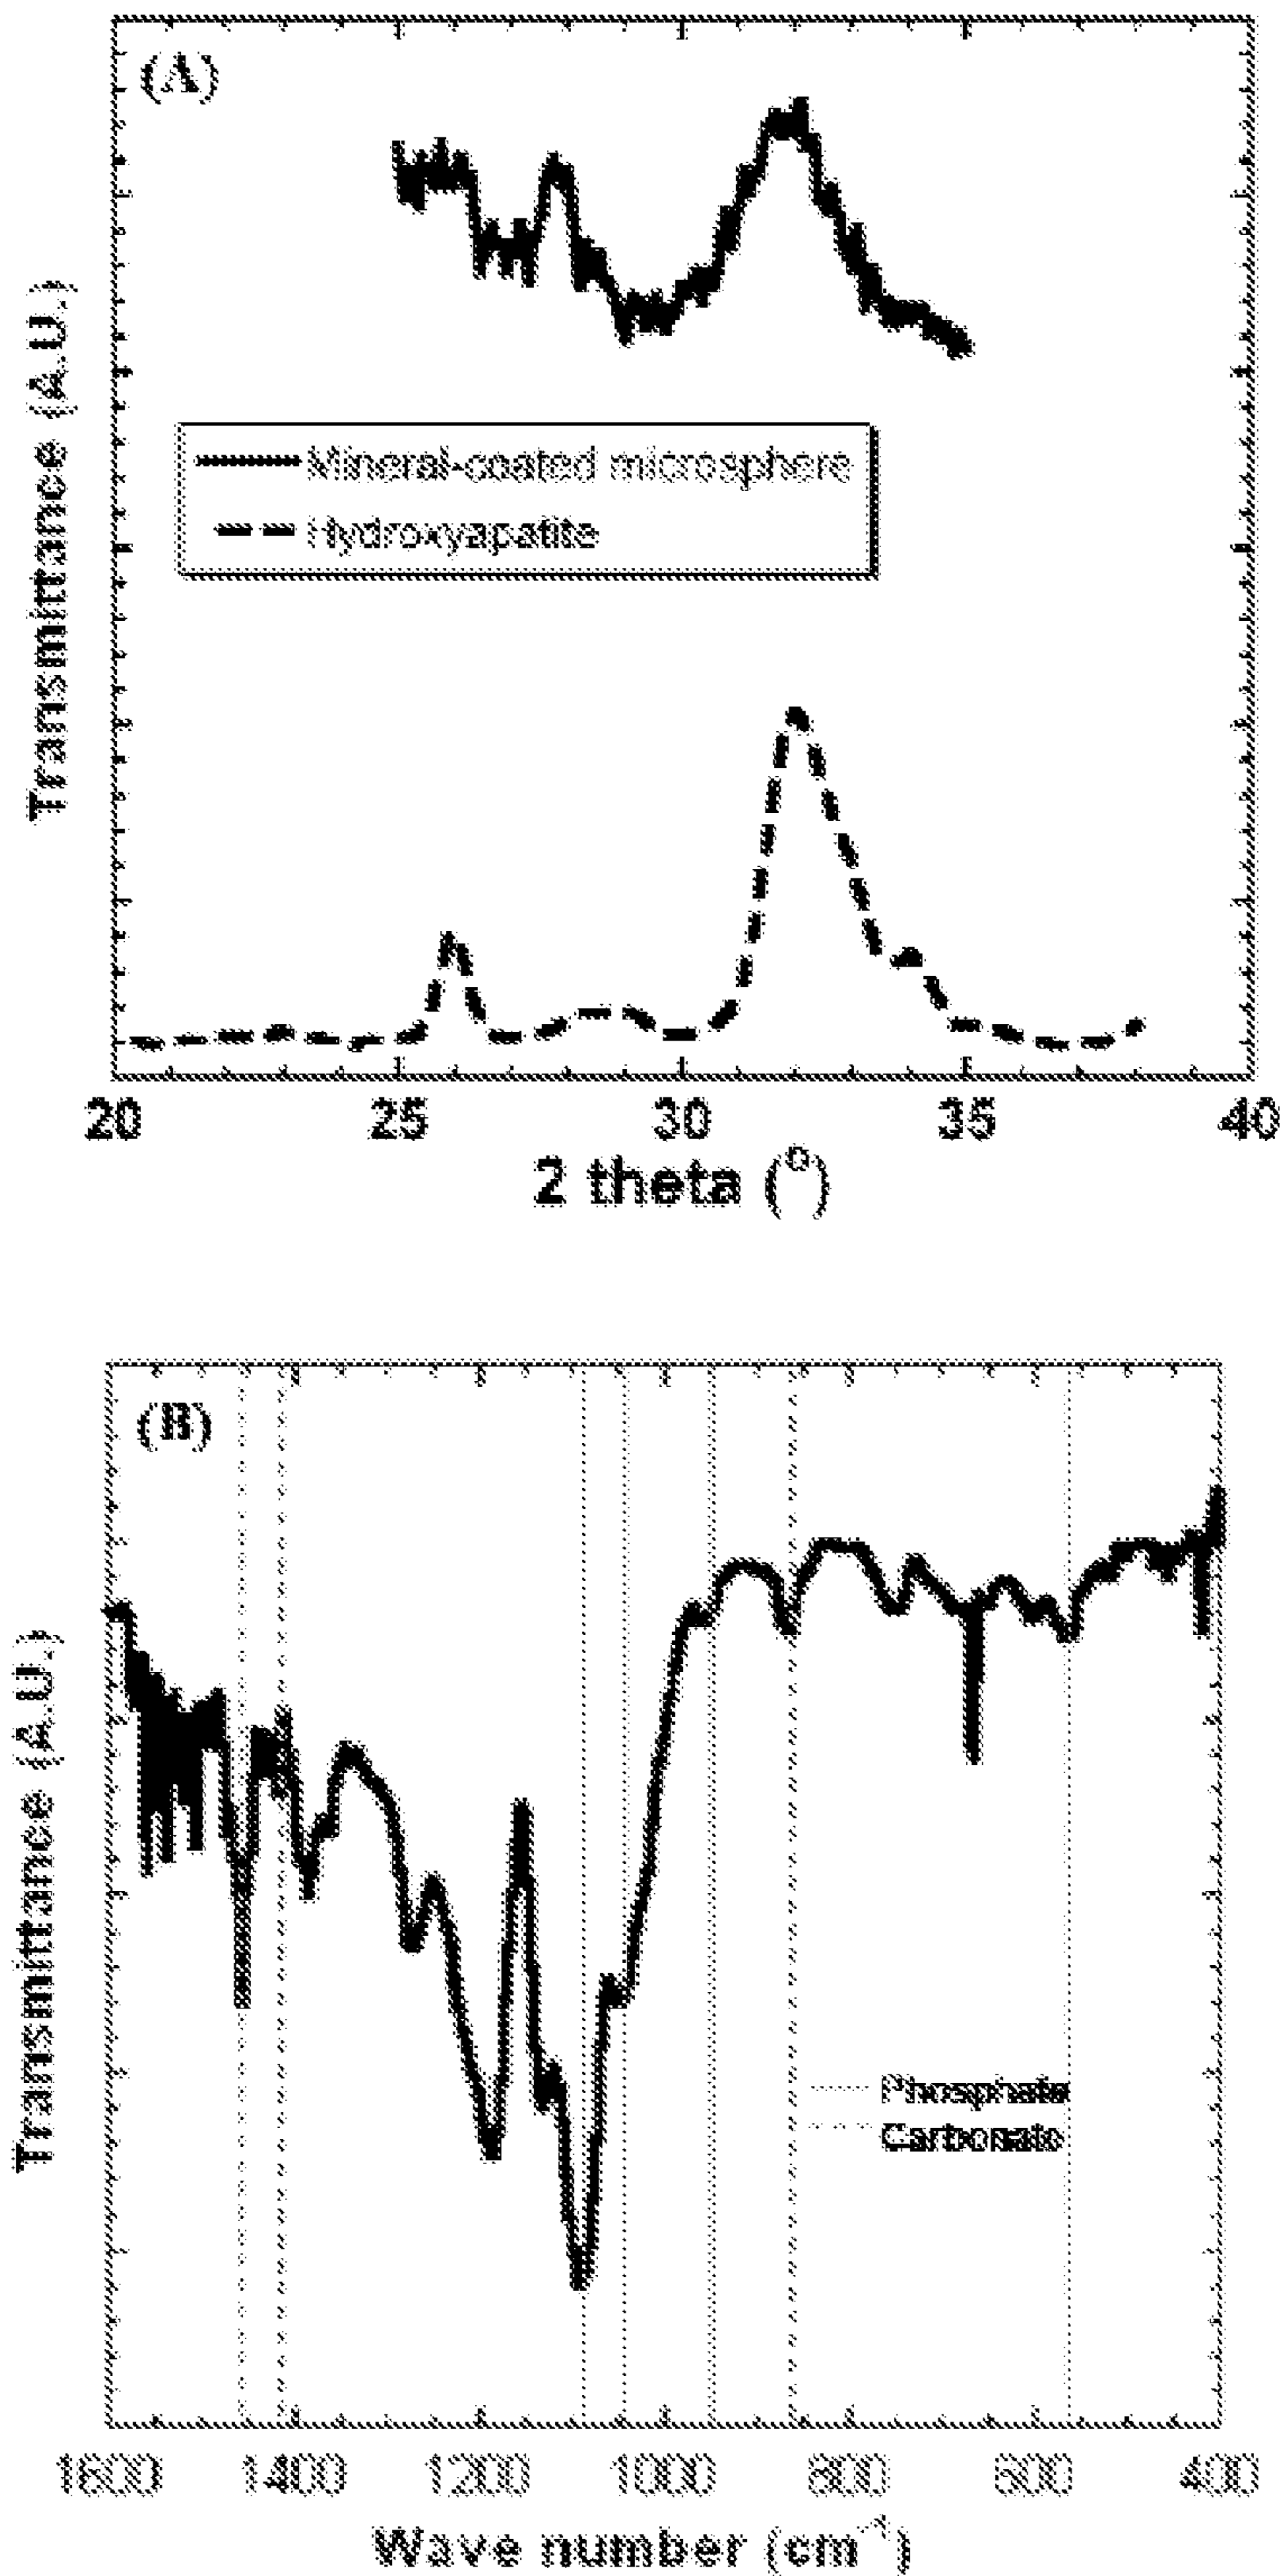 (A)
Transmittance (A.U.)
Mineral-coated microsphere
Hydroxyapatite
20 25 30 35 40
2 theta (°)
(B)
Transmittance (A.U.)
Phosphate
Carbonate
1600 1400 1200 1000 800 600 400
Wave number (cm⁻¹)